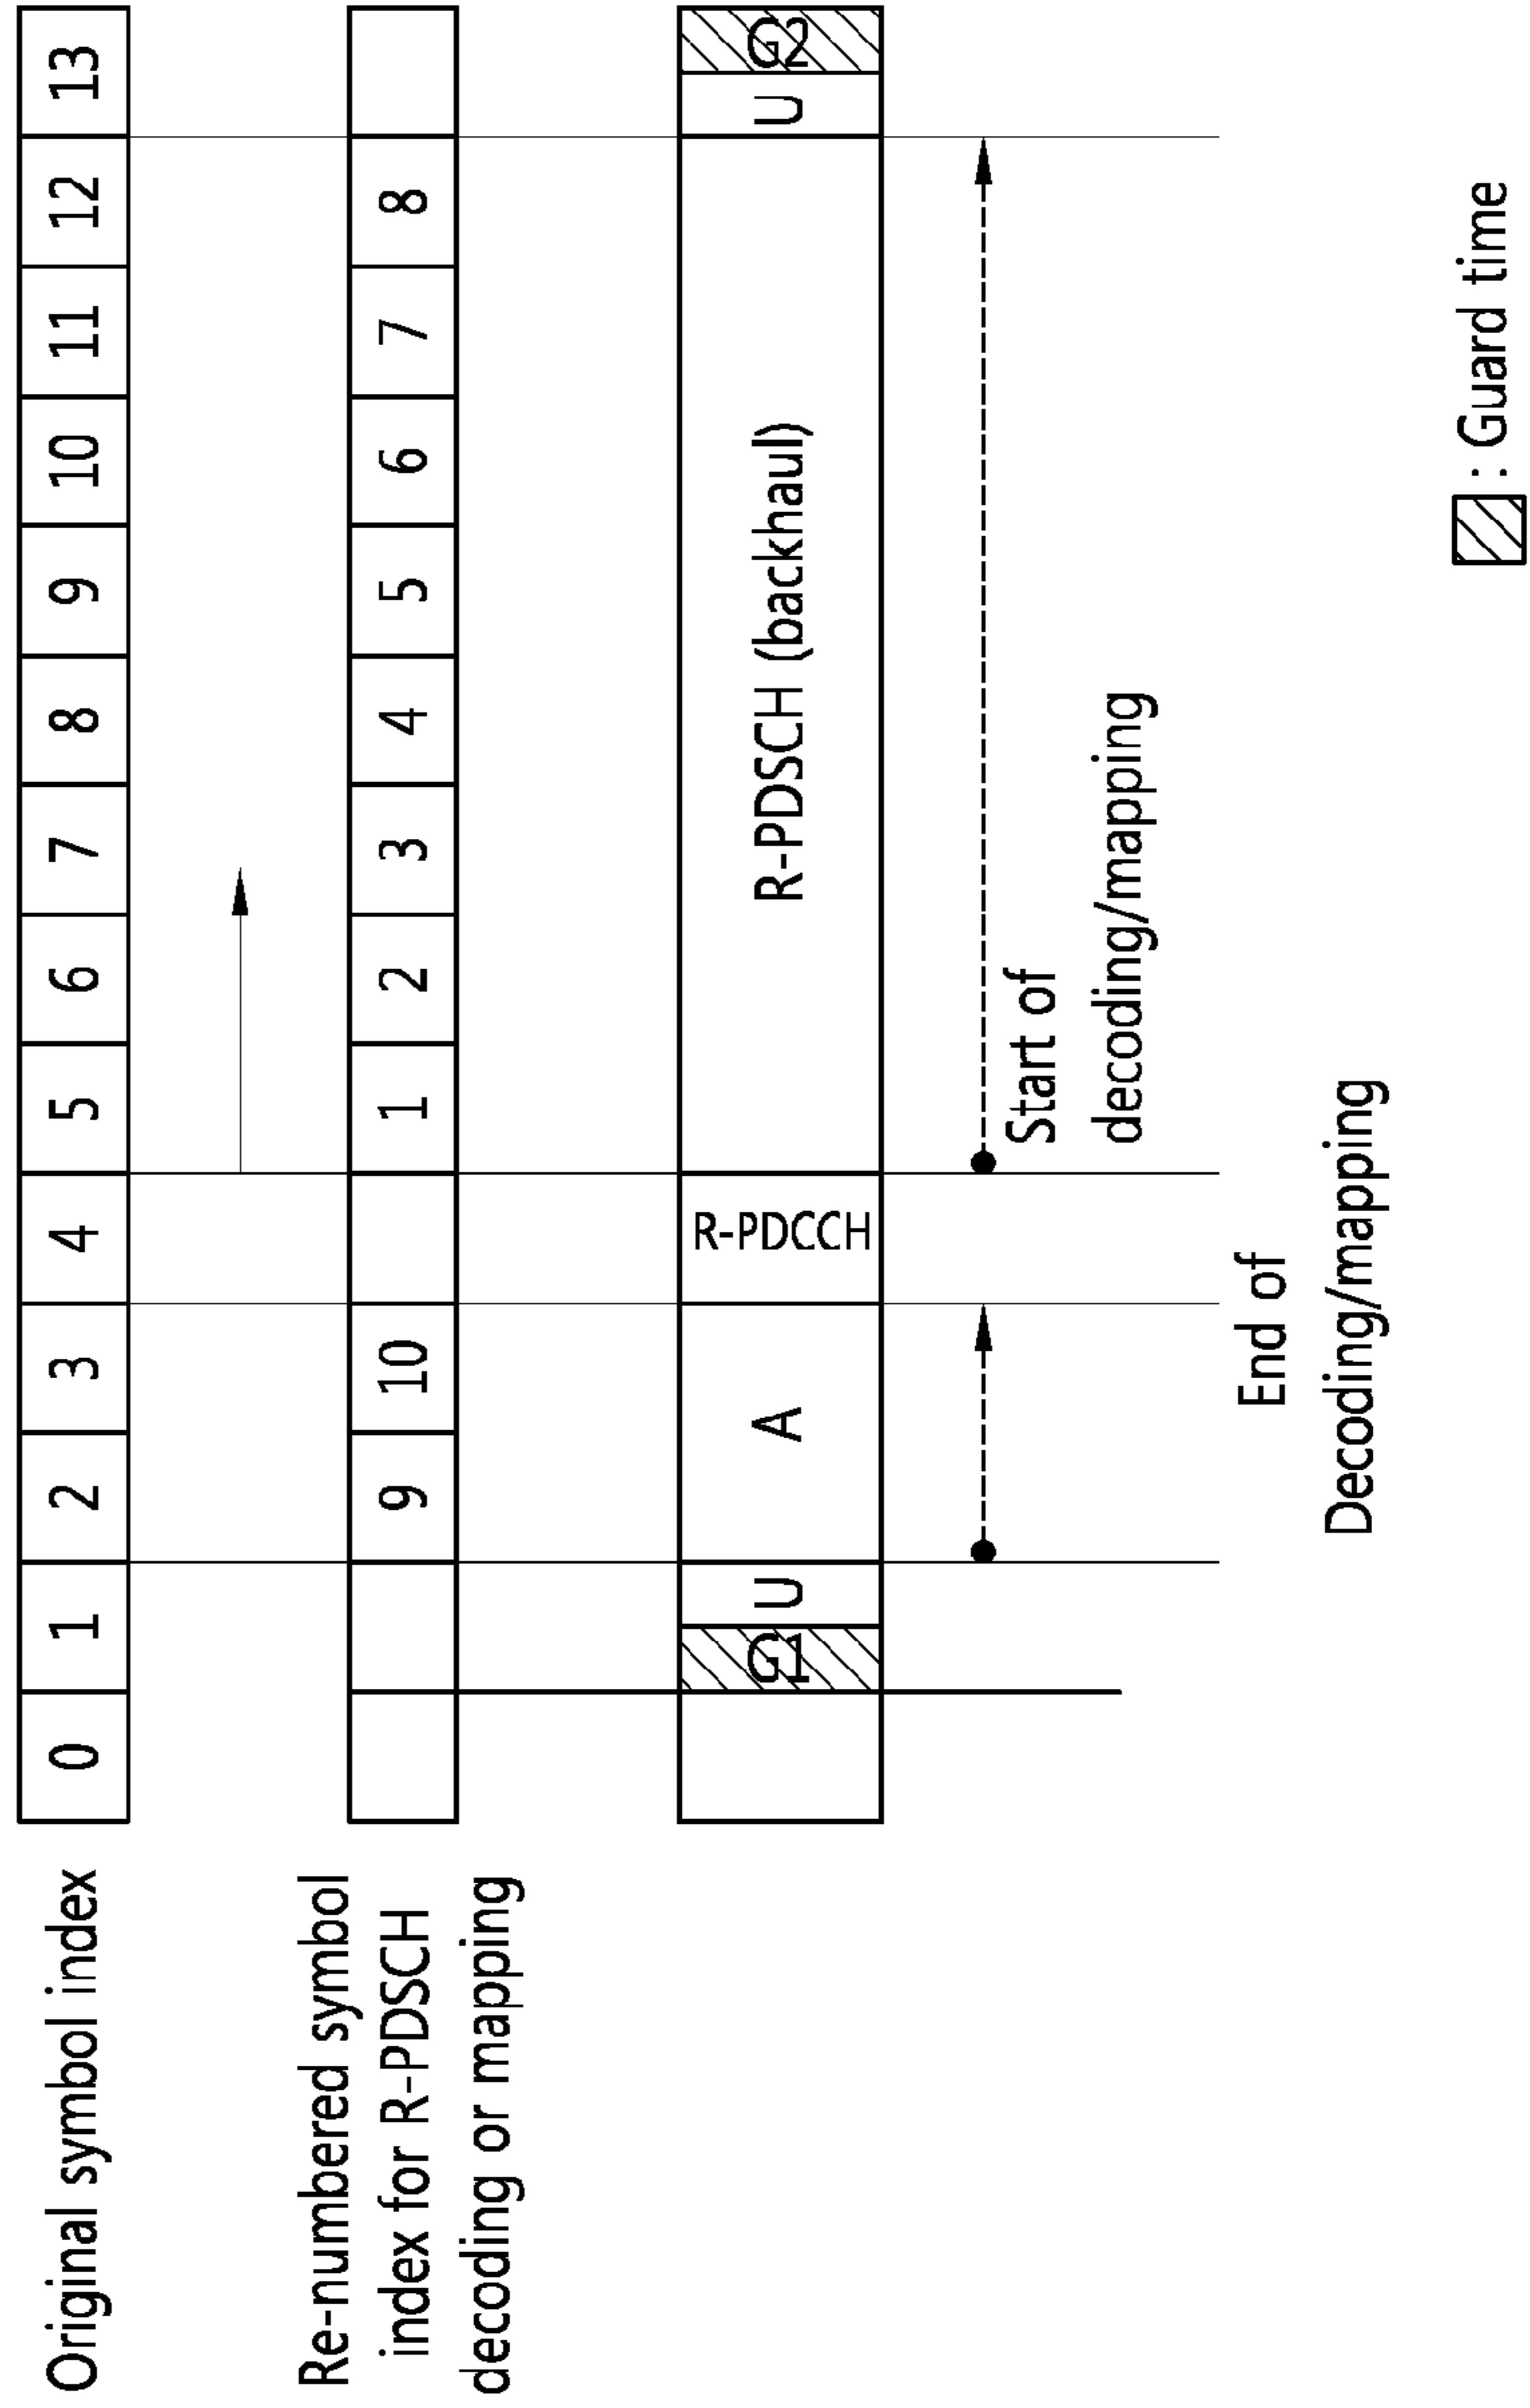 Original symbol index
0 1 2 3 4 5 6 7 8 9 10 11 12 13
Re-numbered symbol
index for R-PDSCH
decoding or mapping
9 10 1 2 3 4 5 6 7 8
G1 U A R-PDCCH R-PDSCH (backhaul) U G2
Start of
decoding/mapping
End of
Decoding/mapping
: Guard time